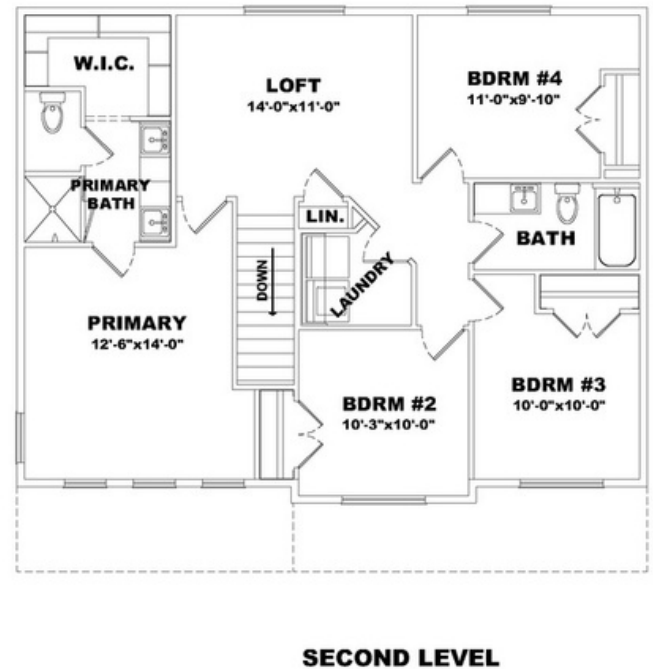 W.I.C.
LOFT
14'-0"x11'-0"
BDRM #4
11'-0"x9'-10"
PRIMARY
BATH
LIN.
BATH
LAUNDRY
DOWN
PRIMARY
12'-6"x14'-0"
BDRM #2
10'-3"x10'-0"
BDRM #3
10'-0"x10'-0"
SECOND LEVEL